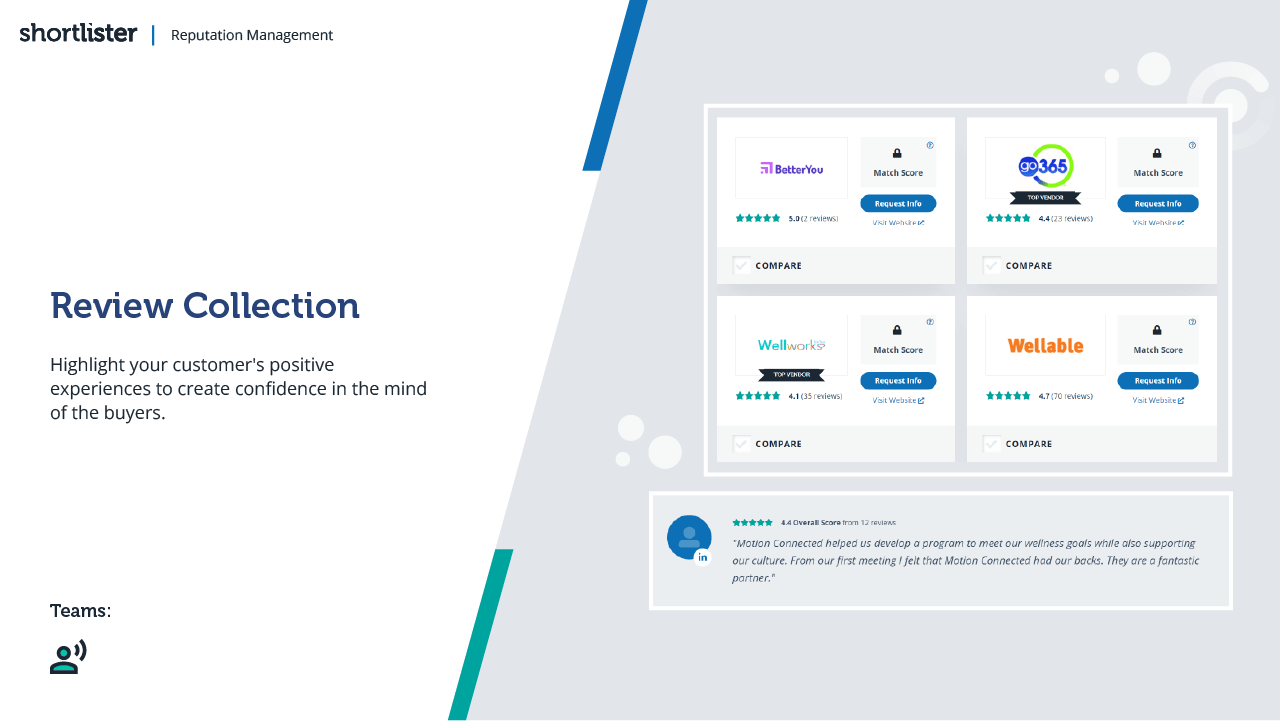 shortlister | Reputation Management
Review Collection
Highlight your customer's positive
experiences to create confidence in the mind
of the buyers.
Teams:
BetterYou
Match Score
Request Info
5.0 (2 reviews)
Visit Website
COMPARE
go365
TOP VENDOR
Match Score
Request Info
4.4 (23 reviews)
Visit Website
COMPARE
Wellworks
TOP VENDOR
Match Score
Request Info
4.1 (35 reviews)
Visit Website
COMPARE
Wellable
Match Score
Request Info
4.7 (70 reviews)
Visit Website
COMPARE
in
4.4 Overall Score from 12 reviews
"Motion Connected helped us develop a program to meet our wellness goals while also supporting
our culture. From our first meeting I felt that Motion Connected had our backs. They are a fantastic
partner."